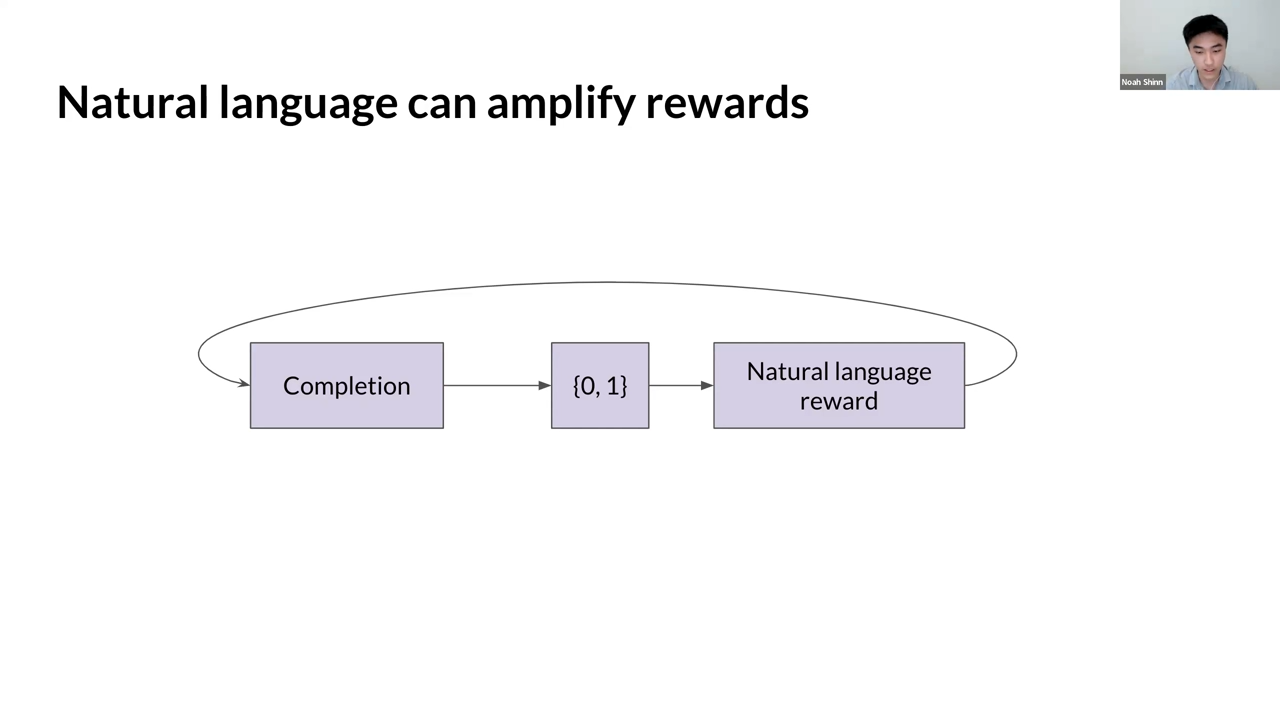 Natural language can amplify rewards
Noah Shinn
Completion
{0, 1}
Natural language
reward